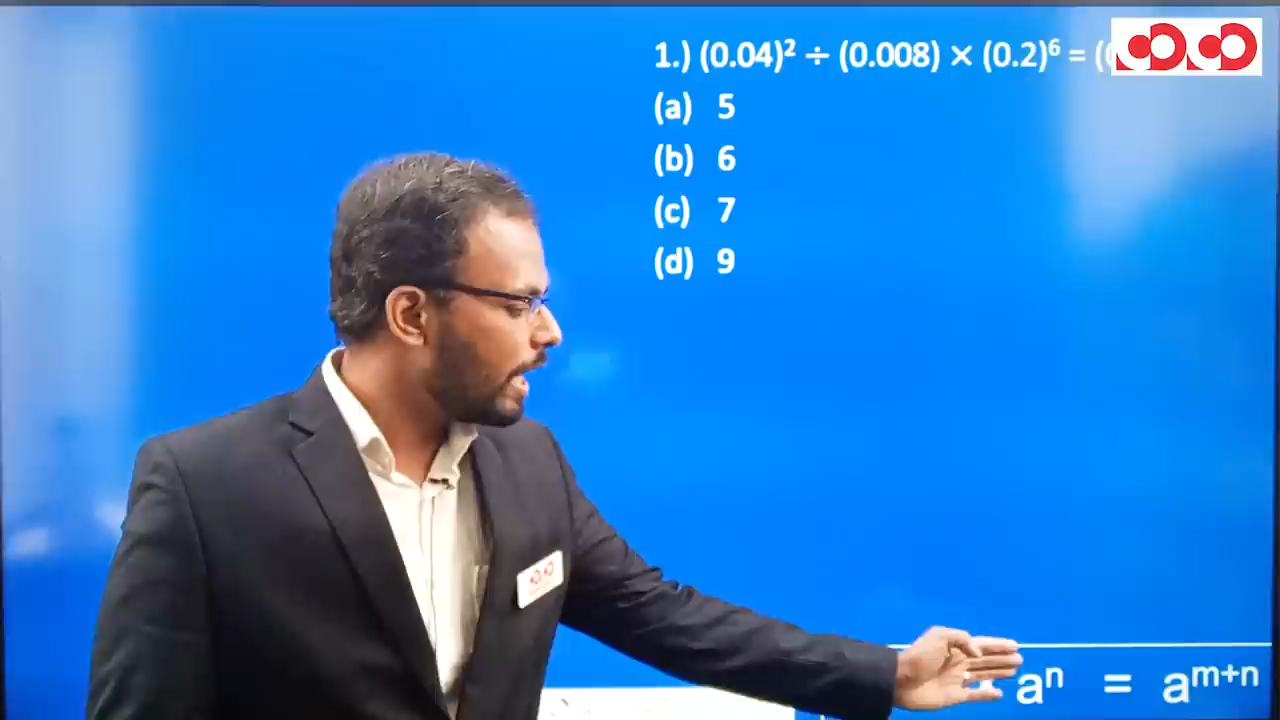 1.) (0.04)² ÷ (0.008) × (0.2)⁶ = (
(a) 5
(b) 6
(c) 7
(d) 9
aⁿ = aᵐ⁺ⁿ